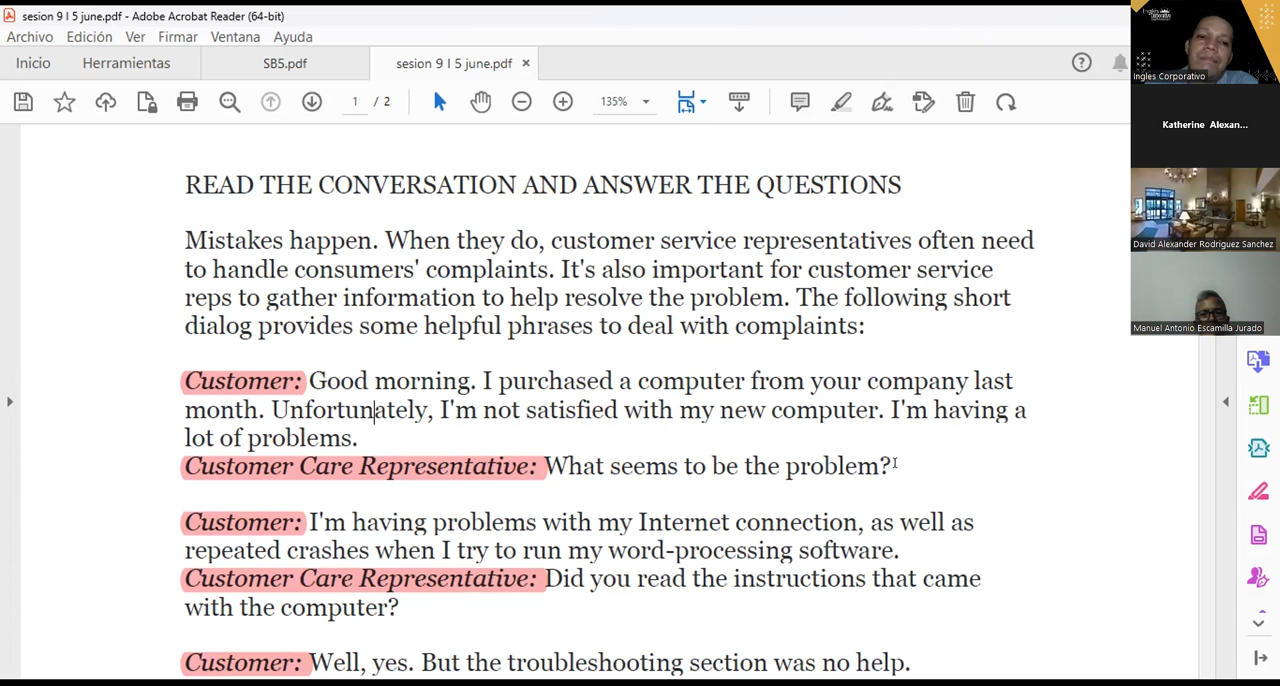 sesion 9 I 5 june.pdf - Adobe Acrobat Reader (64-bit)
Archivo Edición Ver Firmar Ventana Ayuda
Inicio Herramientas SB5.pdf sesion 9 I 5 june.pdf ×
1 / 2 135%
Ingles Corporativo
Katherine Alexan...
David Alexander Rodriguez Sanchez
Manuel Antonio Escamilla Jurado
READ THE CONVERSATION AND ANSWER THE QUESTIONS
Mistakes happen. When they do, customer service representatives often need
to handle consumers' complaints. It's also important for customer service
reps to gather information to help resolve the problem. The following short
dialog provides some helpful phrases to deal with complaints:
Customer: Good morning. I purchased a computer from your company last
month. Unfortunately, I'm not satisfied with my new computer. I'm having a
lot of problems.
Customer Care Representative: What seems to be the problem?
Customer: I'm having problems with my Internet connection, as well as
repeated crashes when I try to run my word-processing software.
Customer Care Representative: Did you read the instructions that came
with the computer?
Customer: Well, yes. But the troubleshooting section was no help.